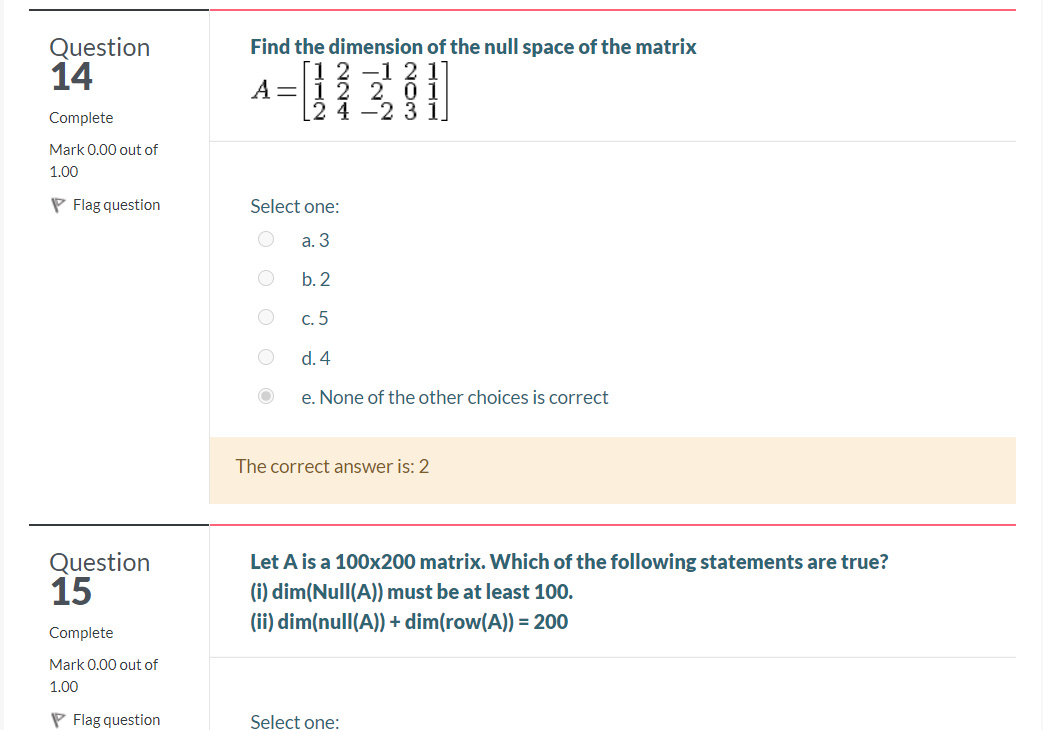 Question
14
Complete
Mark 0.00 out of
1.00
Flag question
Find the dimension of the null space of the matrix
A = [1 2 −1 2 1
1 2 2 0 1
2 4 −2 3 1]
Select one:
a. 3
b. 2
c. 5
d. 4
e. None of the other choices is correct
The correct answer is: 2
Question
15
Complete
Mark 0.00 out of
1.00
Flag question
Let A is a 100x200 matrix. Which of the following statements are true?
(i) dim(Null(A)) must be at least 100.
(ii) dim(null(A)) + dim(row(A)) = 200
Select one: